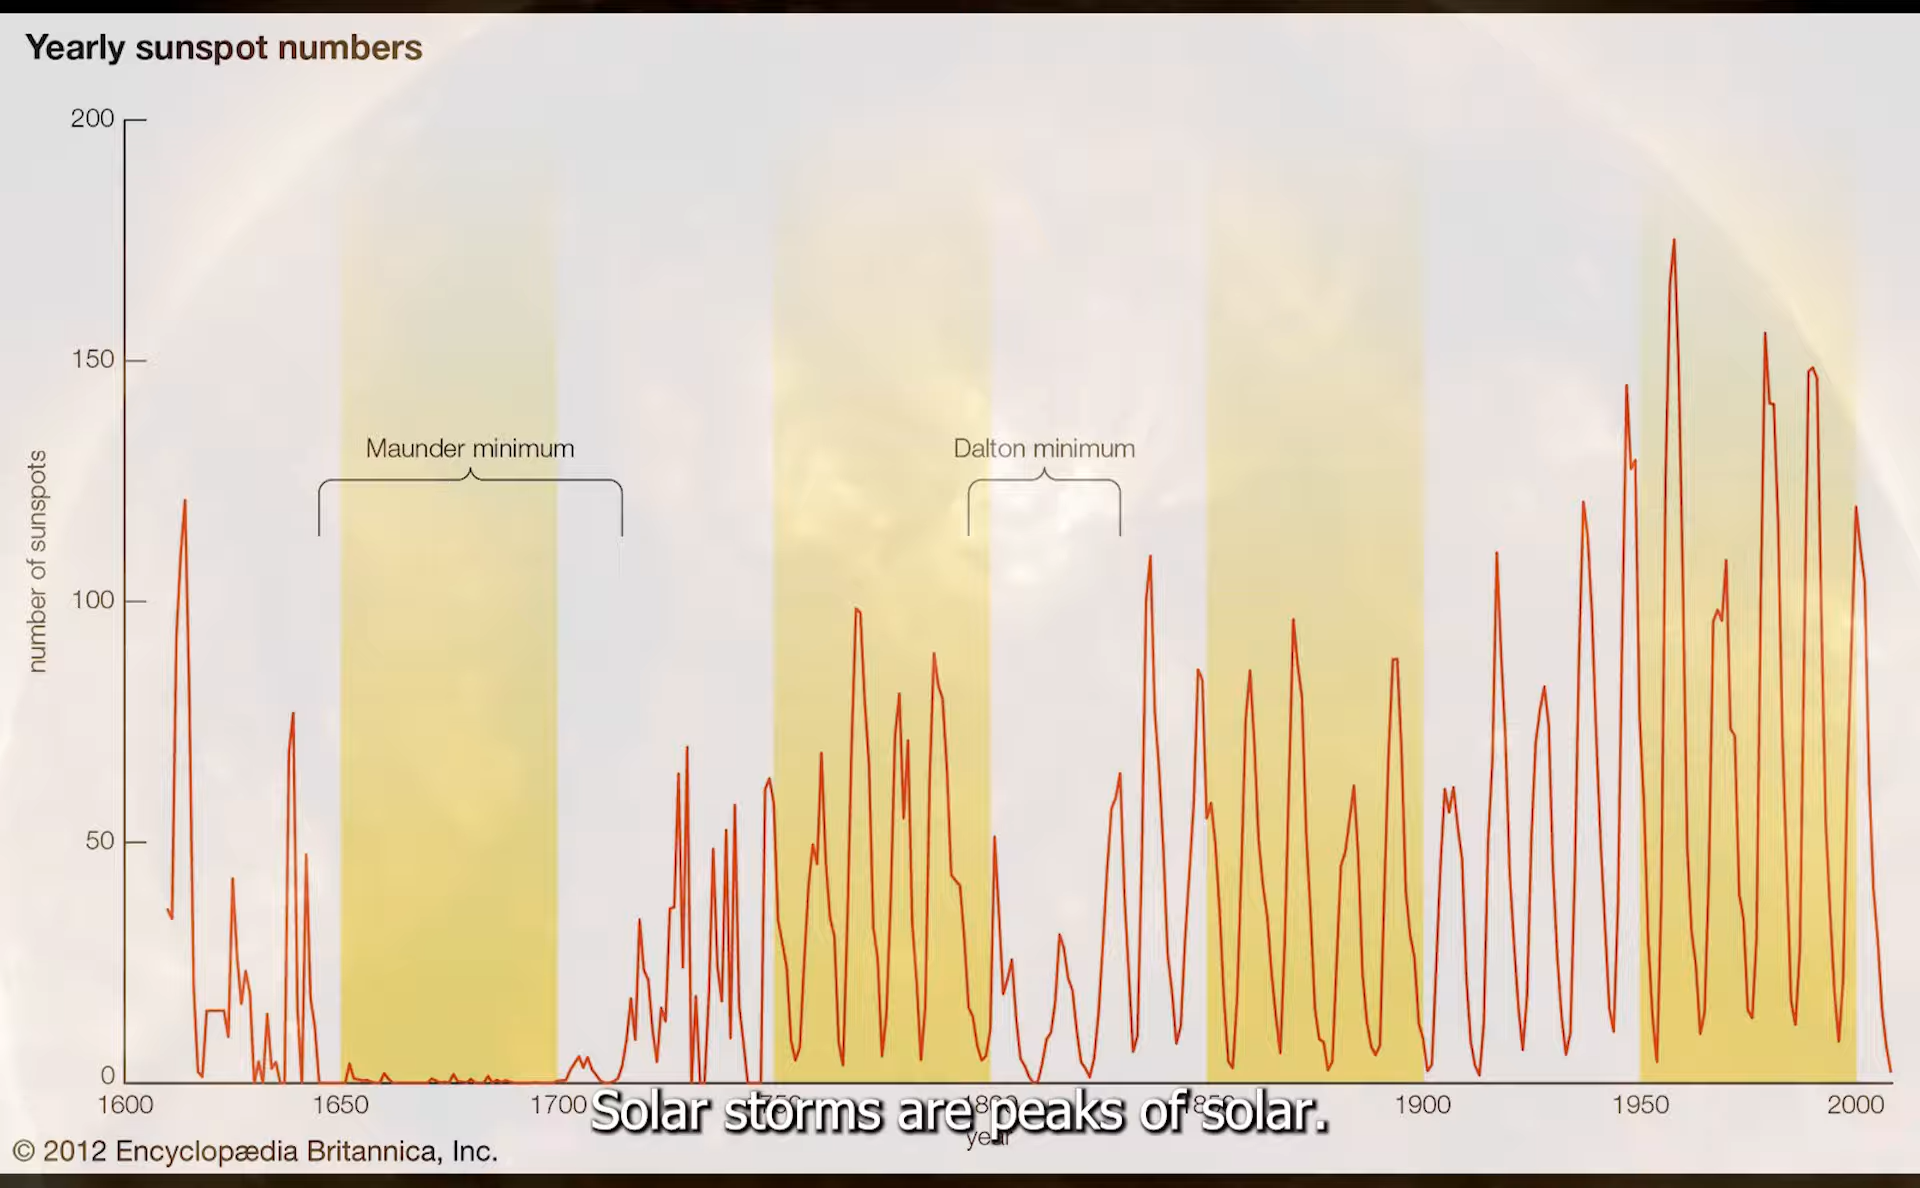 Yearly sunspot numbers
200
150
100
50
0
number of sunspots
Maunder minimum
Dalton minimum
1600 1650 1700 1900 1950 2000
Solar storms are peaks of solar.
year
© 2012 Encyclopædia Britannica, Inc.